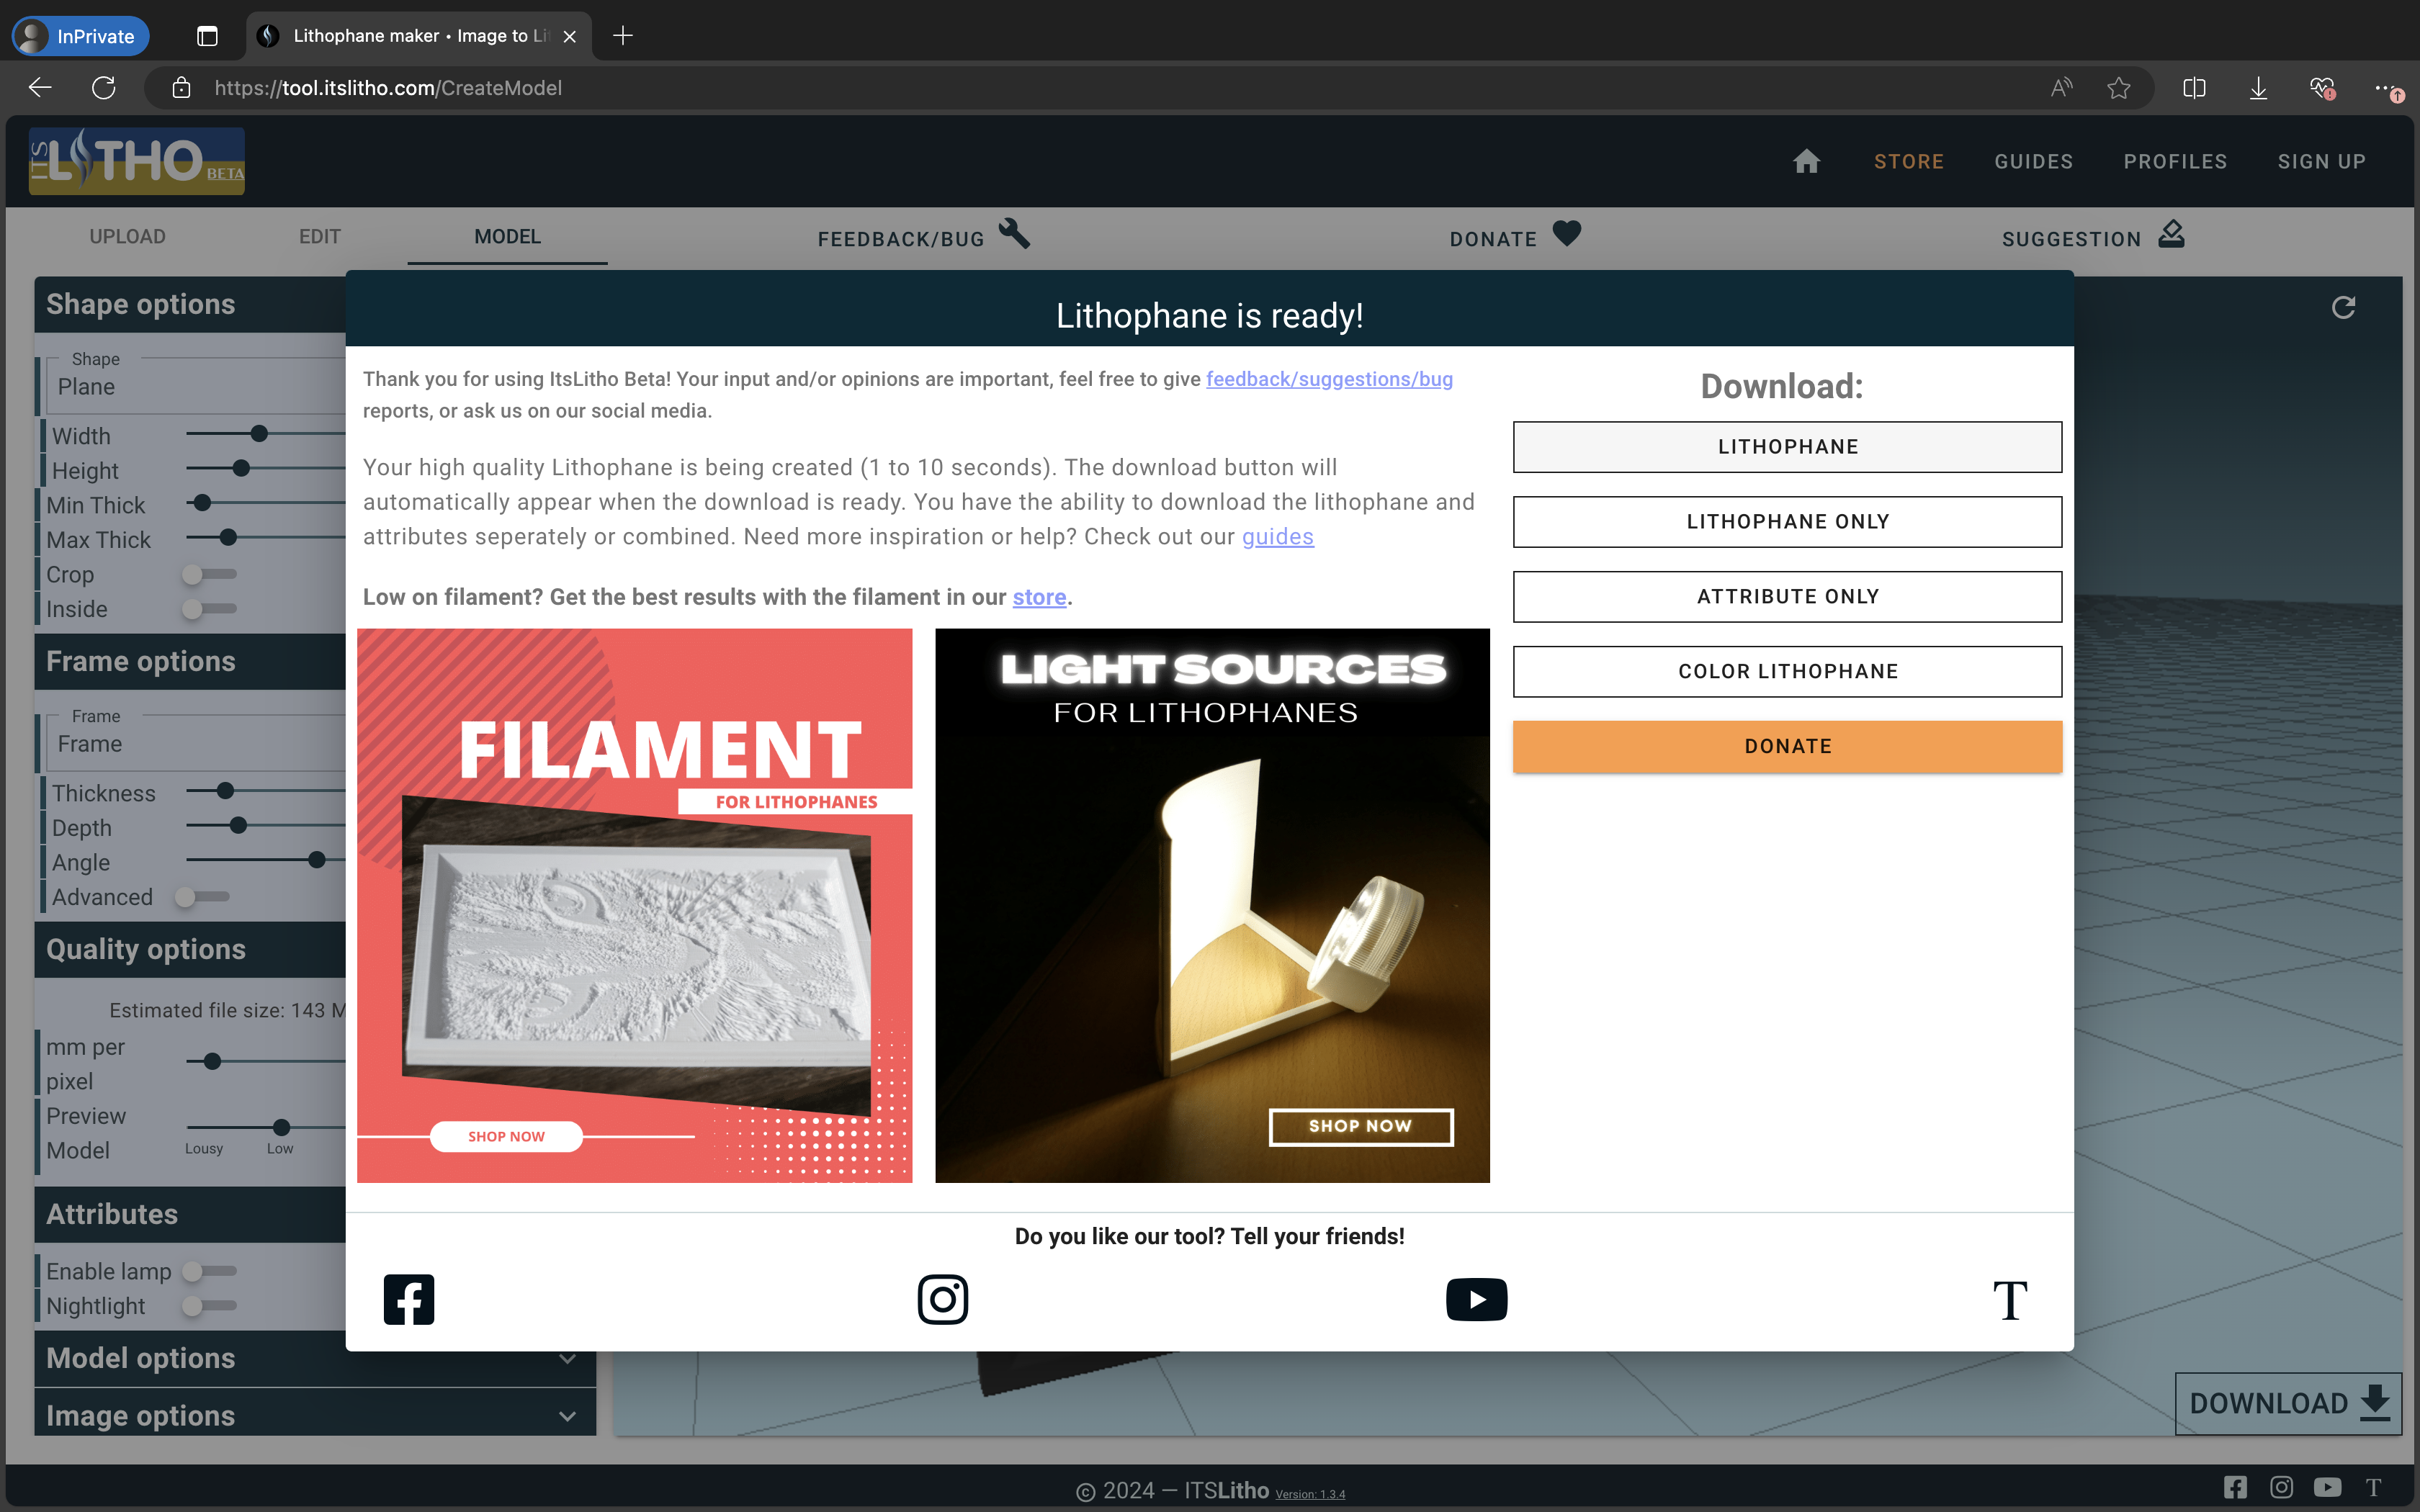 InPrivate
Lithophane maker • Image to Li
https://tool.itslitho.com/CreateModel
ITS LITHO BETA
STORE
GUIDES
PROFILES
SIGN UP
UPLOAD
EDIT
MODEL
FEEDBACK/BUG
DONATE
SUGGESTION
Shape options
Shape
Plane
Width
Height
Min Thick
Max Thick
Crop
Inside
Frame options
Frame
Frame
Thickness
Depth
Angle
Advanced
Quality options
Estimated file size: 143 M
mm per
pixel
Preview
Model
Lousy
Low
Attributes
Enable lamp
Nightlight
Model options
Image options
Lithophane is ready!
Thank you for using ItsLitho Beta! Your input and/or opinions are important, feel free to give feedback/suggestions/bug
reports, or ask us on our social media.
Your high quality Lithophane is being created (1 to 10 seconds). The download button will
automatically appear when the download is ready. You have the ability to download the lithophane and
attributes seperately or combined. Need more inspiration or help? Check out our guides
Low on filament? Get the best results with the filament in our store.
FILAMENT
FOR LITHOPHANES
SHOP NOW
LIGHT SOURCES
FOR LITHOPHANES
SHOP NOW
Download:
LITHOPHANE
LITHOPHANE ONLY
ATTRIBUTE ONLY
COLOR LITHOPHANE
DONATE
Do you like our tool? Tell your friends!
T
DOWNLOAD
© 2024 — ITSLitho Version: 1.3.4
T